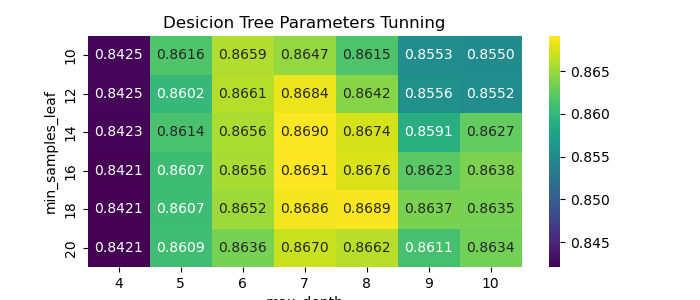 Desicion Tree Parameters Tunning
min_samples_leaf
10 0.8425 0.8616 0.8659 0.8647 0.8615 0.8553 0.8550
12 0.8425 0.8602 0.8661 0.8684 0.8642 0.8556 0.8552
14 0.8423 0.8614 0.8656 0.8690 0.8674 0.8591 0.8627
16 0.8421 0.8607 0.8656 0.8691 0.8676 0.8623 0.8638
18 0.8421 0.8607 0.8652 0.8686 0.8689 0.8637 0.8635
20 0.8421 0.8609 0.8636 0.8670 0.8662 0.8611 0.8634
4 5 6 7 8 9 10
max_depth
0.865
0.860
0.855
0.850
0.845